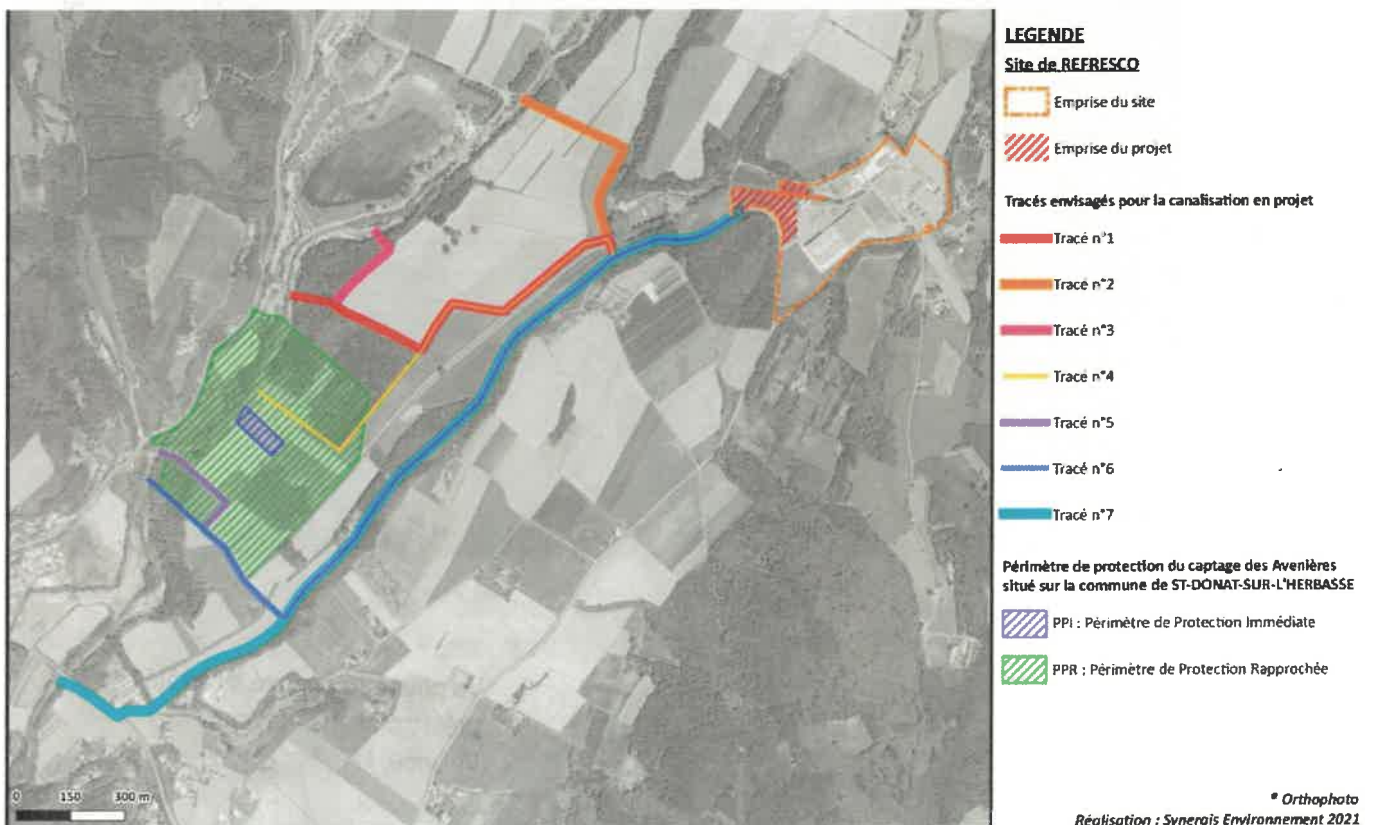 LEGENDE
Site de REFRESCO
Emprise du site
Emprise du projet
Tracés envisagés pour la canalisation en projet
Tracé n°1
Tracé n°2
Tracé n°3
Tracé n°4
Tracé n°5
Tracé n°6
Tracé n°7
Périmètre de protection du captage des Avenières
situé sur la commune de ST-DONAT-SUR-L'HERBASSE
PPI : Périmètre de Protection Immédiate
PPR : Périmètre de Protection Rapprochée
0 150 300 m
* Orthophoto
Réalisation : Synergis Environnement 2021